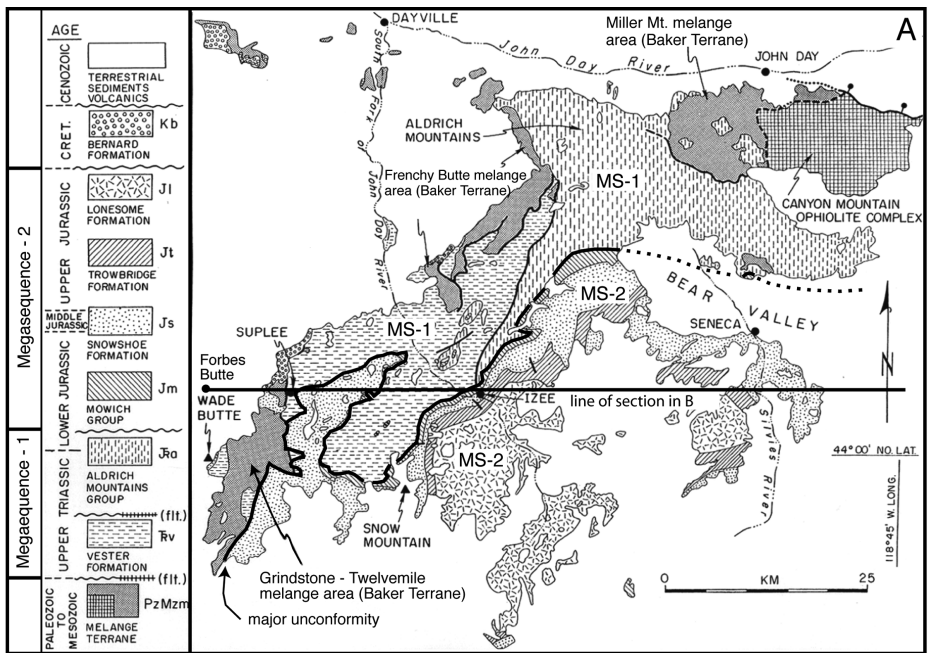 A
AGE
CENOZOIC
TERRESTRIAL
SEDIMENTS
VOLCANICS
CRET.
Kb
BERNARD
FORMATION
Megasequence - 2
UPPER JURASSIC
Jl
LONESOME
FORMATION
Jt
TROWBRIDGE
FORMATION
MIDDLE
JURASSIC
Js
SNOWSHOE
FORMATION
LOWER JURASSIC
Jm
MOWICH
GROUP
Megaequence - 1
UPPER TRIASSIC
JRa
ALDRICH
MOUNTAINS
GROUP
(flt.)
TRv
VESTER
FORMATION
(flt.)
PALEOZOIC
TO
MESOZOIC
PzMzm
MELANGE
TERRANE
DAYVILLE
South Fork of John Day River
John Day River
Miller Mt. melange
area (Baker Terrane)
JOHN DAY
ALDRICH
MOUNTAINS
Frenchy Butte melange
area (Baker Terrane)
MS-1
CANYON MOUNTAIN
OPHIOLITE COMPLEX
MS-2
BEAR
VALLEY
SENECA
MS-1
SUPLEE
Forbes
Butte
WADE
BUTTE
IZEE
line of section in B
N
44°00' NO. LAT.
118°45' W. LONG.
Silvies River
MS-2
SNOW
MOUNTAIN
Grindstone - Twelvemile
melange area (Baker Terrane)
major unconformity
0 KM 25